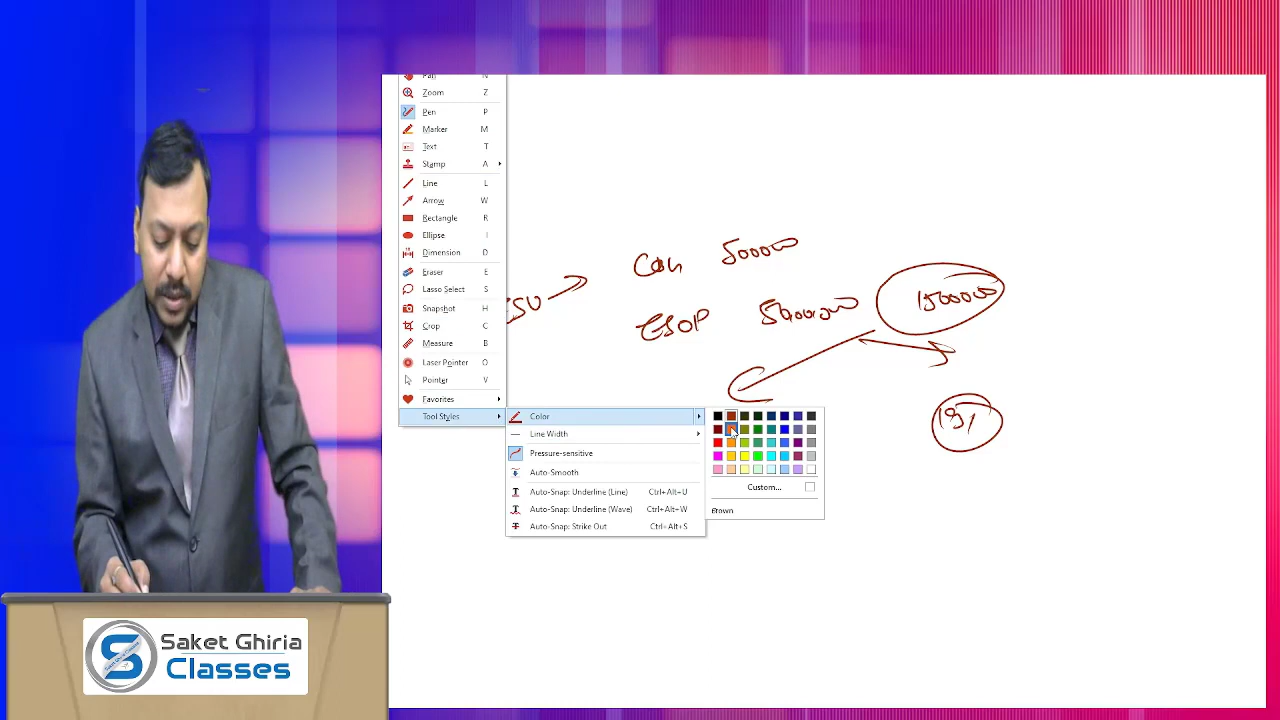 Pan N
Zoom Z
Pen P
Marker M
Text T
Stamp A
Line L
Arrow W
Rectangle R
Ellipse I
Dimension D
Eraser E
Lasso Select S
Snapshot H
Crop C
Measure B
Laser Pointer O
Pointer V
Favorites
Tool Styles
Color
Line Width
Pressure-sensitive
Auto-Smooth
Auto-Snap: Underline (Line) Ctrl+Alt+U
Auto-Snap: Underline (Wave) Ctrl+Alt+W
Auto-Snap: Strike Out Ctrl+Alt+S
Custom...
Brown
500000
ESOP
1500000
Saket Ghiria
Classes